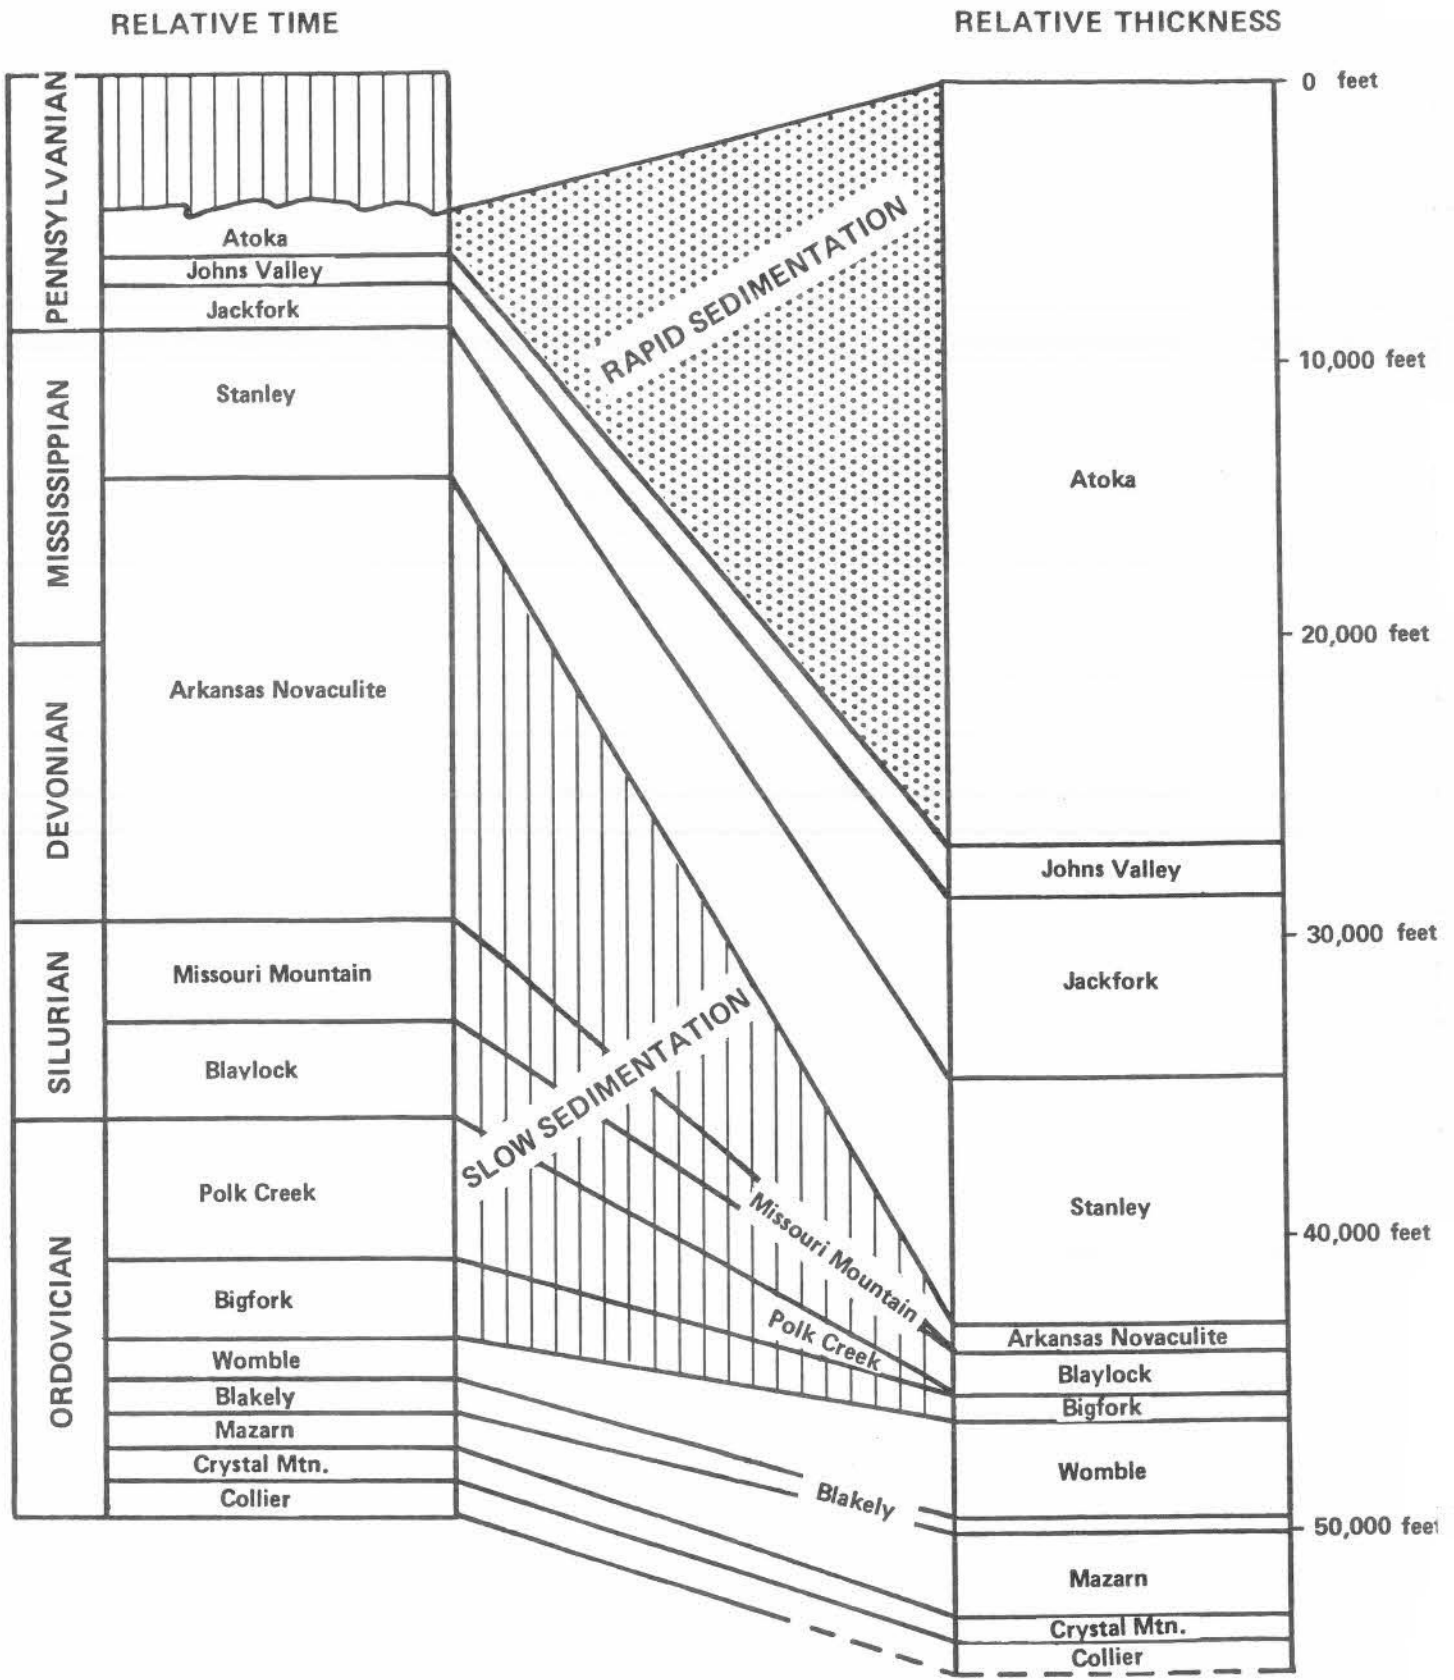 RELATIVE TIME
RELATIVE THICKNESS
PENNSYLVANIAN
MISSISSIPPIAN
DEVONIAN
SILURIAN
ORDOVICIAN
Atoka
Johns Valley
Jackfork
Stanley
Arkansas Novaculite
Missouri Mountain
Blaylock
Polk Creek
Bigfork
Womble
Blakely
Mazarn
Crystal Mtn.
Collier
RAPID SEDIMENTATION
SLOW SEDIMENTATION
Missouri Mountain
Polk Creek
Blakely
Atoka
Johns Valley
Jackfork
Stanley
Arkansas Novaculite
Blaylock
Bigfork
Womble
Mazarn
Crystal Mtn.
Collier
0 feet
10,000 feet
20,000 feet
30,000 feet
40,000 feet
50,000 feet